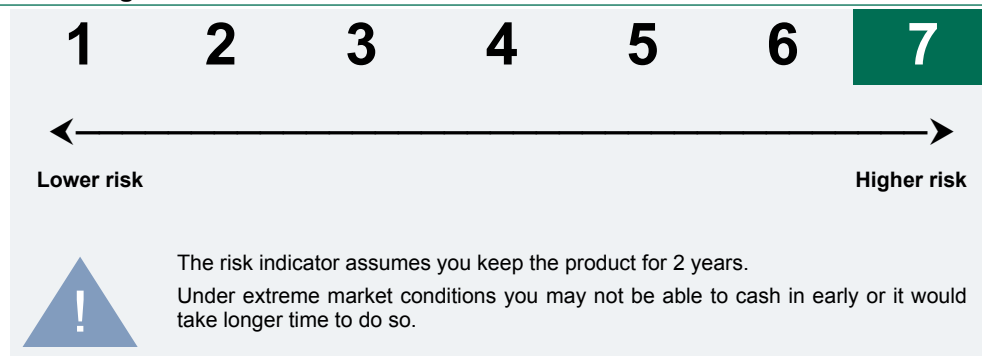 1 2 3 4 5 6 7
Lower risk Higher risk
!
The risk indicator assumes you keep the product for 2 years.
Under extreme market conditions you may not be able to cash in early or it would
take longer time to do so.